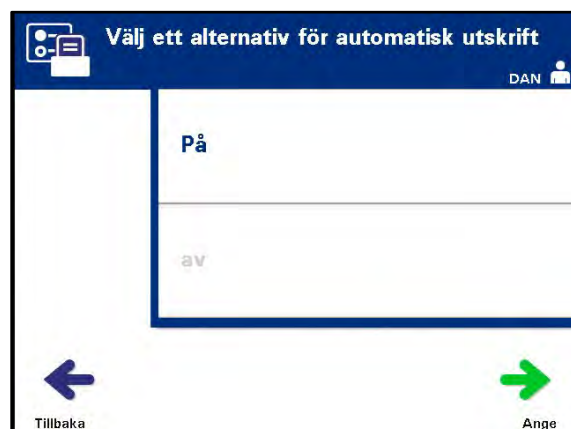 Välj ett alternativ för automatisk utskrift
DAN
På
av
Tillbaka
Ange